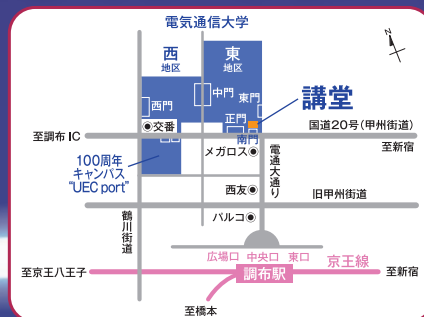 電気通信大学
N
西
地区
東
地区
中門
東門
講堂
西門
正門
南門
交番
国道20号(甲州街道)
至調布 IC
至新宿
メガロス
100周年
キャンパス
"UEC port"
電通大通り
西友
旧甲州街道
鶴川街道
パルコ
広場口 中央口 東口
京王線
至京王八王子
調布駅
至新宿
至橋本